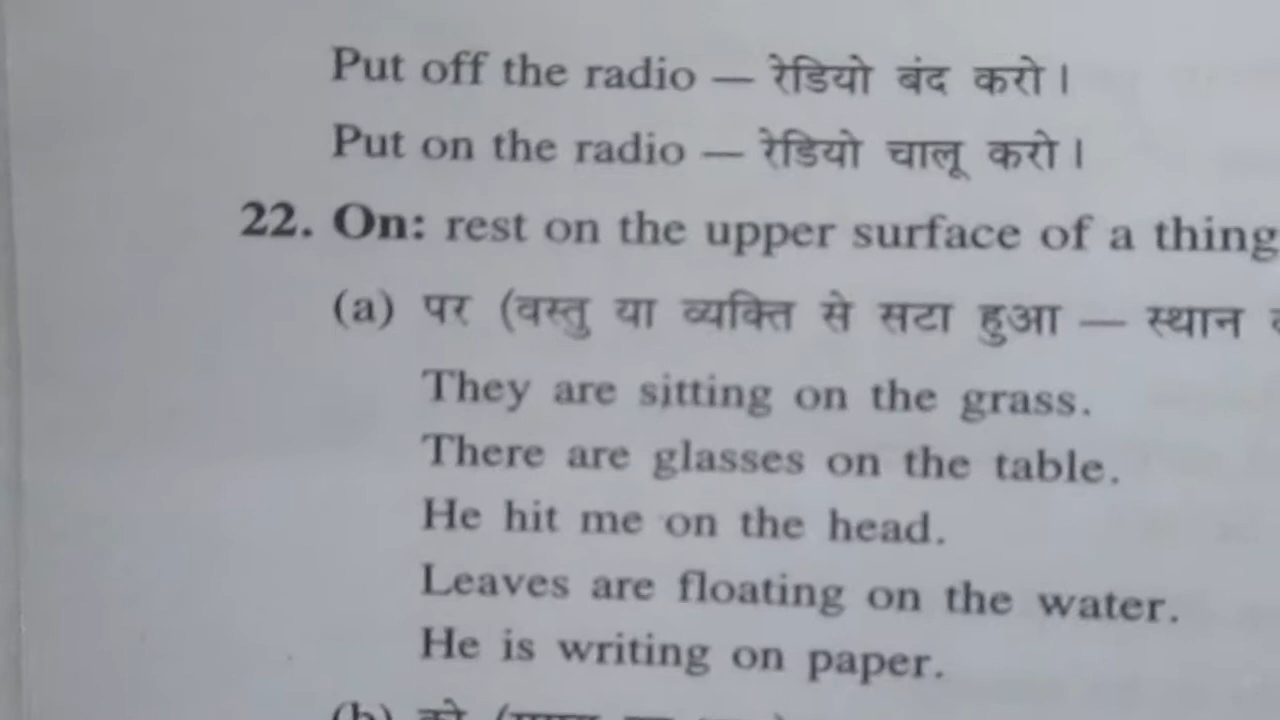 Put off the radio — रेडियो बंद करो ।
Put on the radio — रेडियो चालू करो ।
22. On: rest on the upper surface of a thing
(a) पर (वस्तु या व्यक्ति से सटा हुआ — स्थान
They are sitting on the grass.
There are glasses on the table.
He hit me on the head.
Leaves are floating on the water.
He is writing on paper.
(b) को